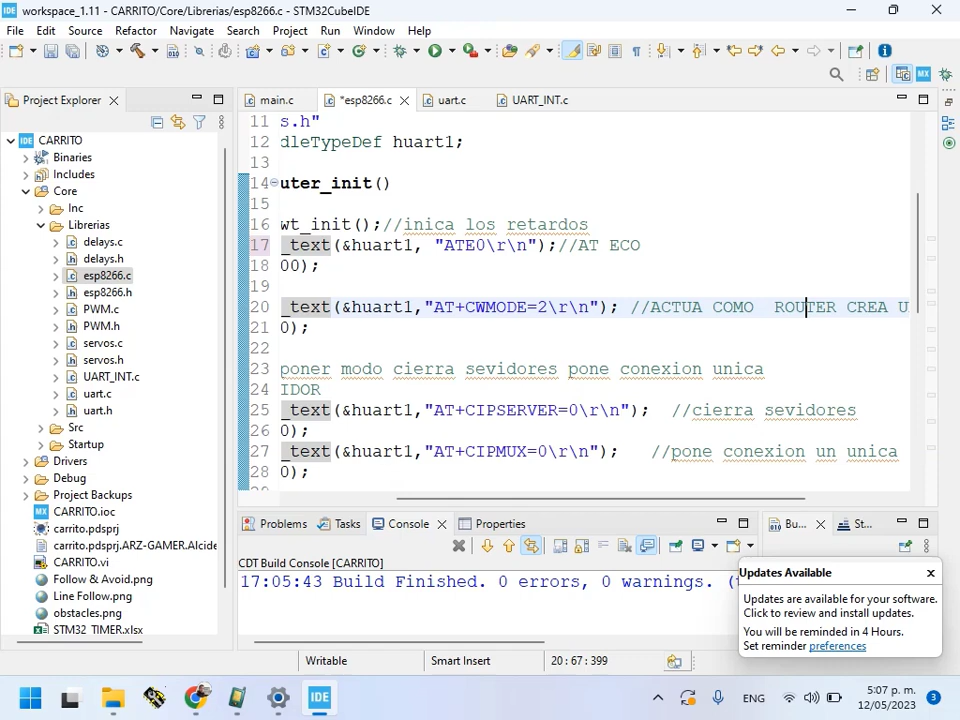 workspace_1.11 - CARRITO/Core/Librerias/esp8266.c - STM32CubeIDE
File Edit Source Refactor Navigate Search Project Run Window Help
Project Explorer
main.c
*esp8266.c
uart.c
UART_INT.c
CARRITO
Binaries
Includes
Core
Inc
Librerias
delays.c
delays.h
esp8266.c
esp8266.h
PWM.c
PWM.h
servos.c
servos.h
UART_INT.c
uart.c
uart.h
Src
Startup
Drivers
Debug
Project Backups
CARRITO.ioc
carrito.pdsprj
carrito.pdsprj.ARZ-GAMER.Alcide
CARRITO.vi
Follow & Avoid.png
Line Follow.png
obstacles.png
STM32_TIMER.xlsx
11 s.h"
12 dleTypeDef huart1;
13
14 uter_init()
15
16 wt_init();//inica los retardos
17 _text(&huart1, "ATE0\r\n");//AT ECO
18 00);
19
20 _text(&huart1,"AT+CWMODE=2\r\n"); //ACTUA COMO  ROUTER CREA U
21 0);
22
23 poner modo cierra sevidores pone conexion unica
24 IDOR
25 _text(&huart1,"AT+CIPSERVER=0\r\n");  //cierra sevidores
26 0);
27 _text(&huart1,"AT+CIPMUX=0\r\n");   //pone conexion un unica
28 0);
Problems Tasks Console Properties
Bu...
St...
CDT Build Console [CARRITO]
17:05:43 Build Finished. 0 errors, 0 warnings. (
Updates Available
Updates are available for your software.
Click to review and install updates.
You will be reminded in 4 Hours.
Set reminder preferences
Writable
Smart Insert
20 : 67 : 399
IDE
ENG
5:07 p. m.
12/05/2023
3